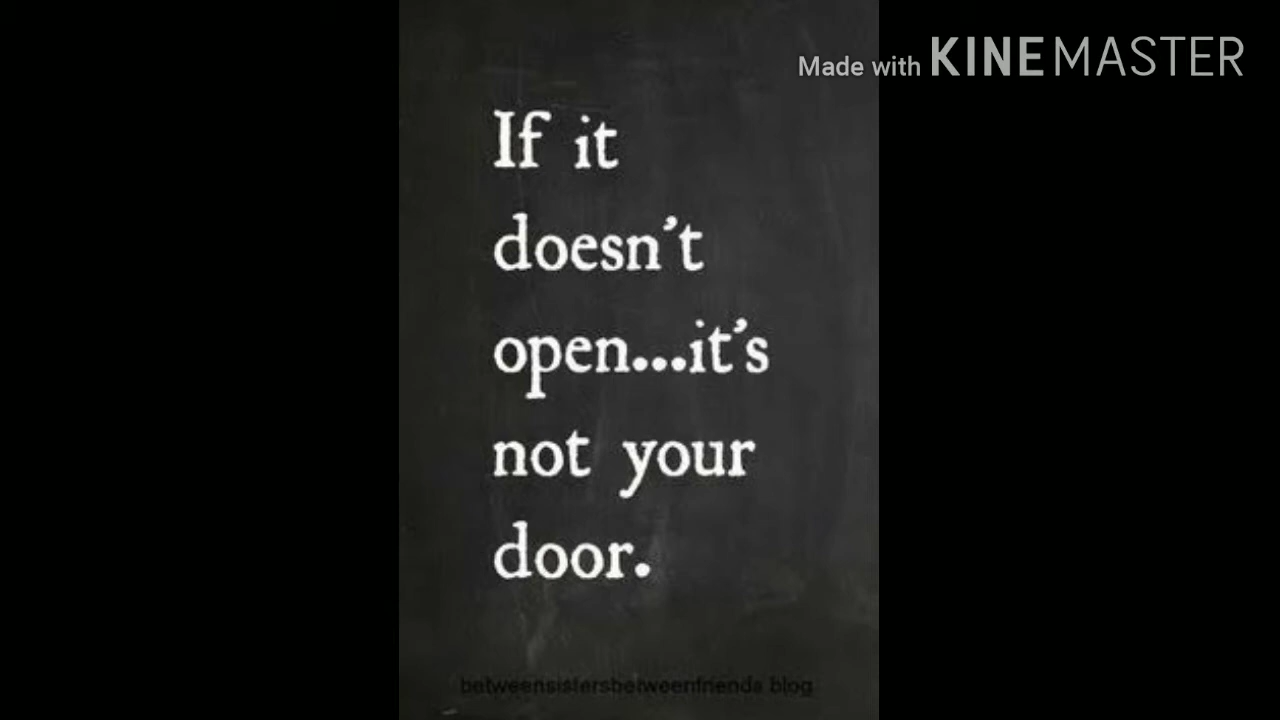 Made with KINEMASTER
If it
doesn't
open...it's
not your
door.
betweensistersbetweenfriends blog